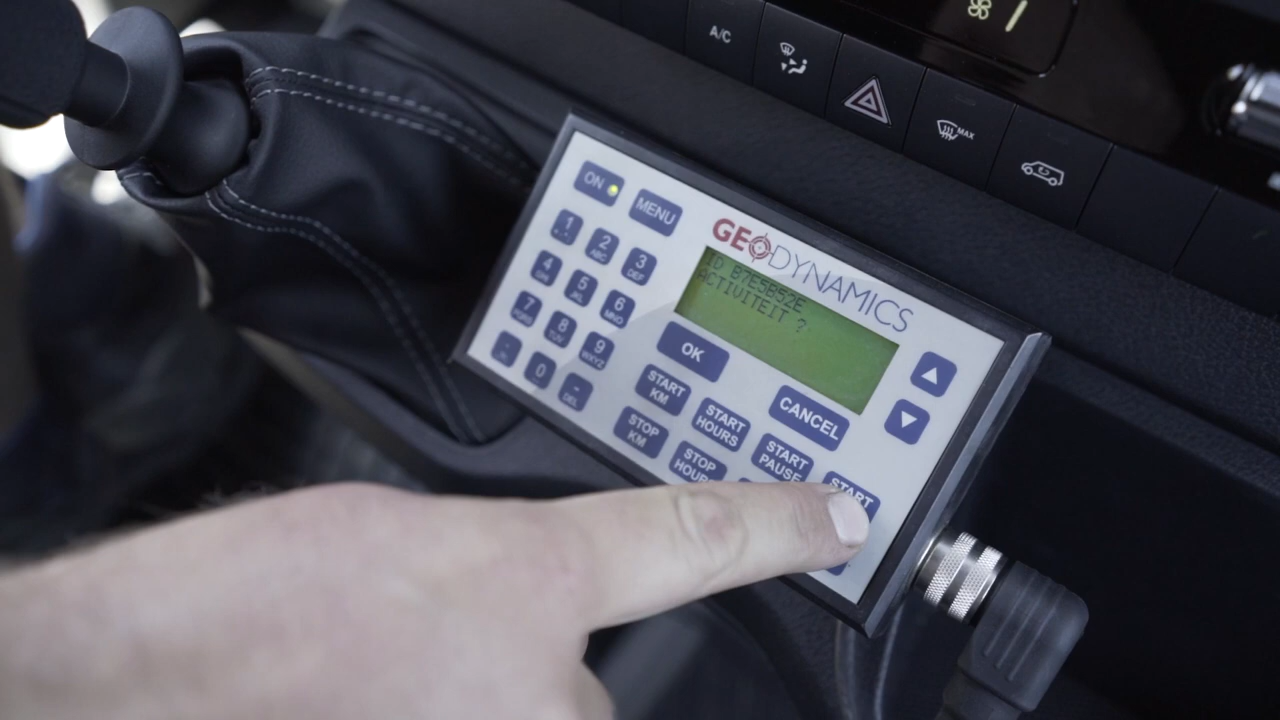 A/C
MAX
ON
MENU
GEODYNAMICS
ID B7E5B52E
ACTIVITEIT ?
1
2 ABC
3 DEF
4 GHI
5 JKL
6 MNO
7 PQRS
8 TUV
9 WXYZ
0
DEL
OK
CANCEL
START KM
START HOURS
START PAUSE
START
STOP KM
STOP HOURS